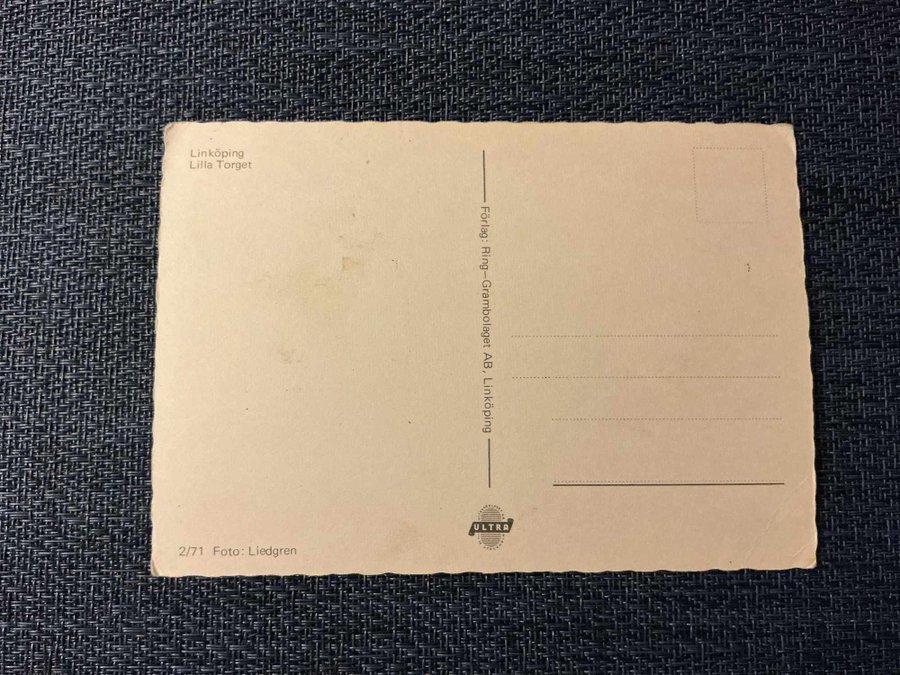 Linköping
Lilla Torget
Förlag: Ring-Grambolaget AB, Linköping
ULTRA
2/71 Foto: Liedgren